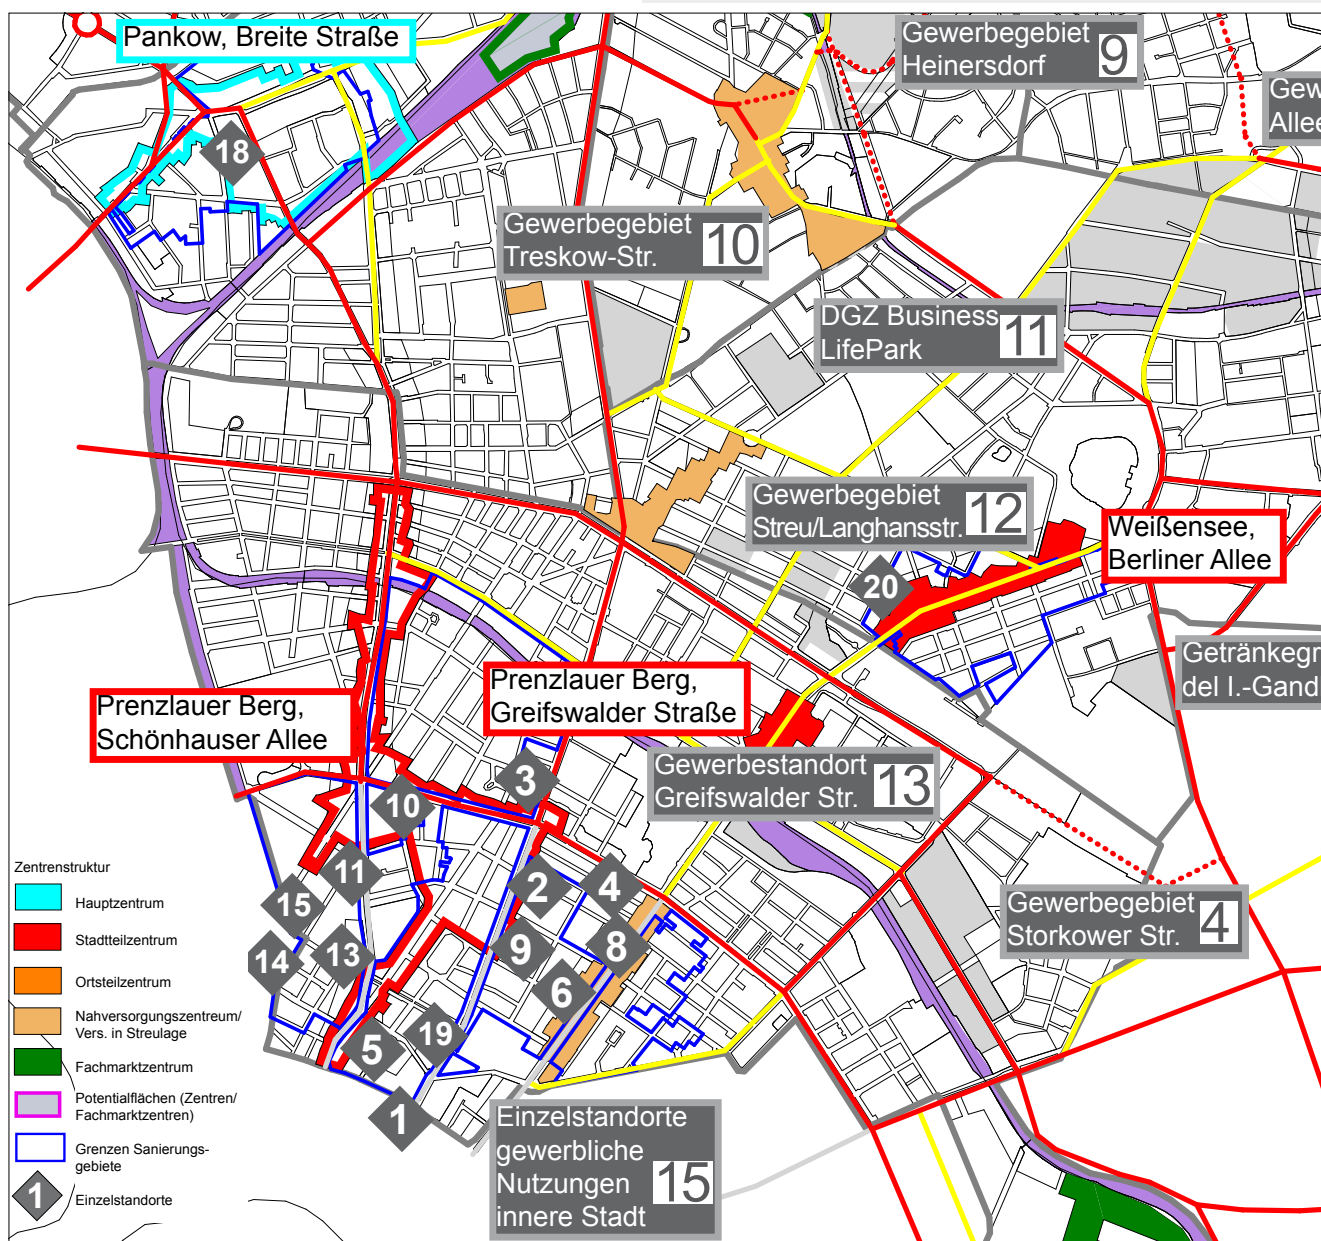 Pankow, Breite Straße
Gewerbegebiet
Heinersdorf
9
Gew
Allee
18
Gewerbegebiet
Treskow-Str.
10
DGZ Business
LifePark
11
Gewerbegebiet
Streu/Langhansstr.
12
Weißensee,
Berliner Allee
20
Getränkegr
del I.-Gand
Prenzlauer Berg,
Schönhauser Allee
Prenzlauer Berg,
Greifswalder Straße
Gewerbestandort
Greifswalder Str.
13
3
10
11
2
4
15
9
8
13
14
6
5
19
1
Gewerbegebiet
Storkower Str.
4
Einzelstandorte
gewerbliche
Nutzungen
innere Stadt
15
Zentrenstruktur
Hauptzentrum
Stadtteilzentrum
Ortsteilzentrum
Nahversorgungszentreum/
Vers. in Streulage
Fachmarktzentrum
Potentialflächen (Zentren/
Fachmarktzentren)
Grenzen Sanierungs-
gebiete
1
Einzelstandorte